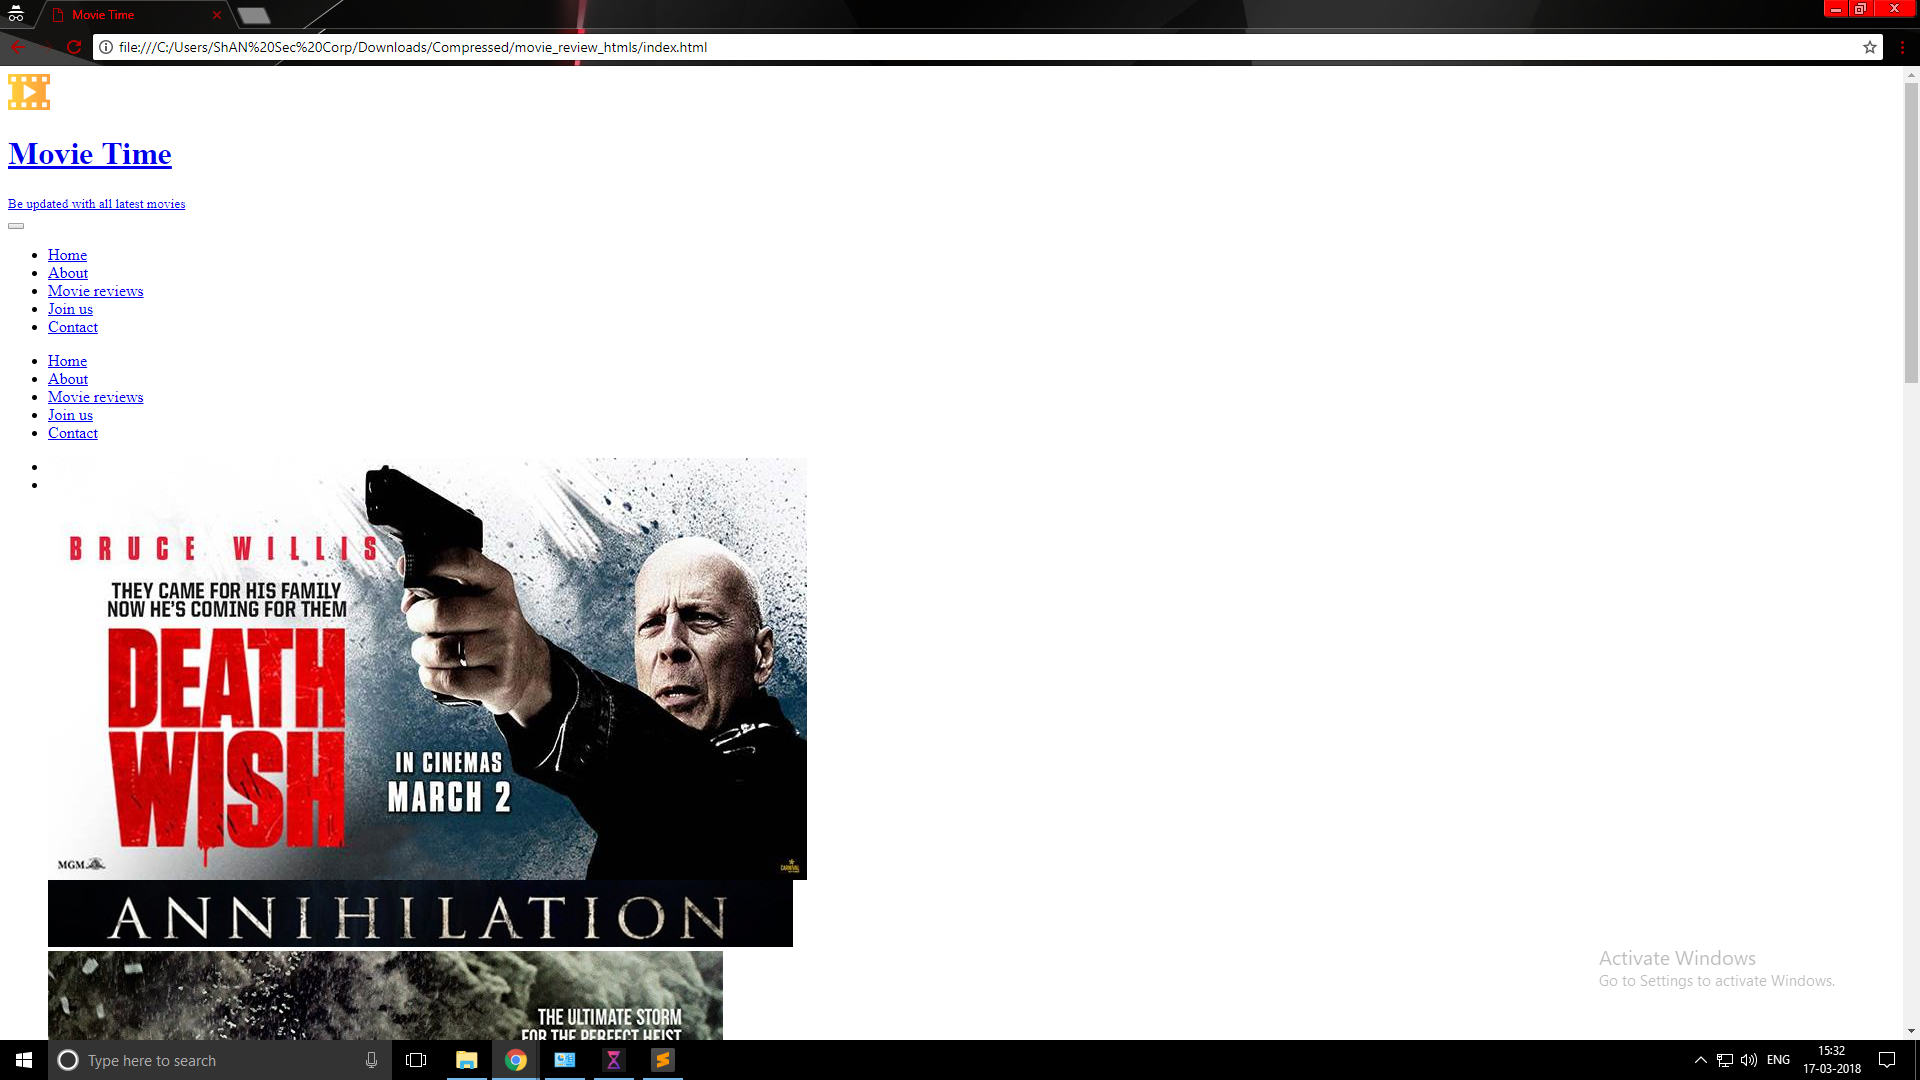 Movie Time
file:///C:/Users/ShAN%20Sec%20Corp/Downloads/Compressed/movie_review_htmls/index.html
Movie Time
Be updated with all latest movies
Home
About
Movie reviews
Join us
Contact
Home
About
Movie reviews
Join us
Contact
BRUCE WILLIS
THEY CAME FOR HIS FAMILY
NOW HE'S COMING FOR THEM
DEATH
WISH
IN CINEMAS
MARCH 2
MGM
CARNIVAL
ANNIHILATION
THE ULTIMATE STORM
FOR THE PERFECT HEIST
Activate Windows
Go to Settings to activate Windows.
Type here to search
ENG
15:32
17-03-2018